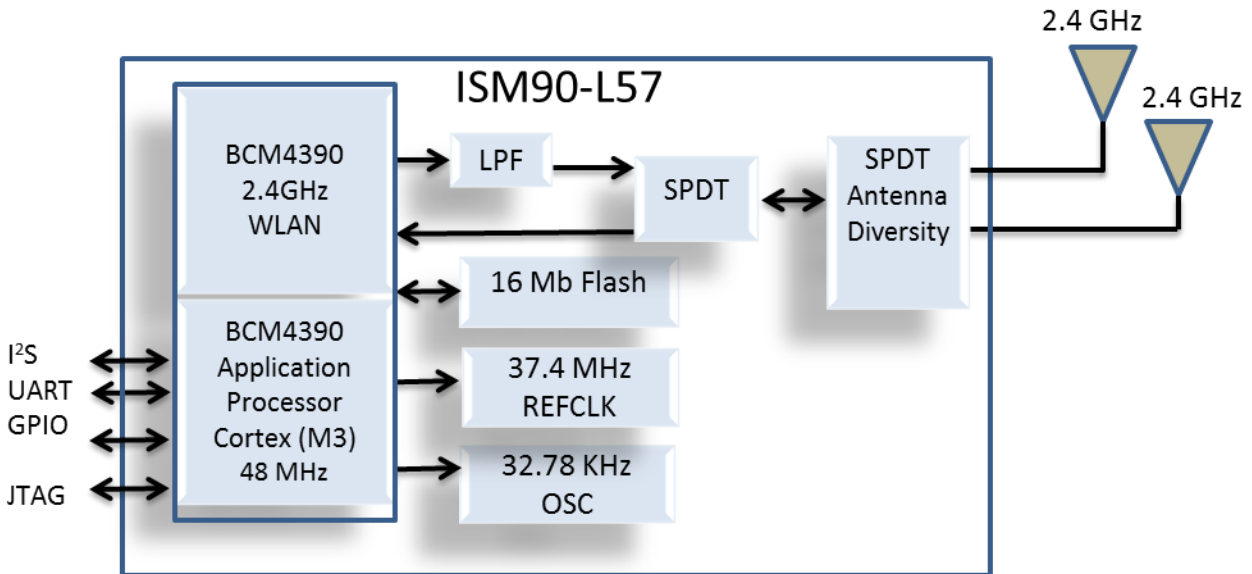 2.4 GHz
2.4 GHz
ISM90-L57
BCM4390
2.4GHz
WLAN
LPF
SPDT
SPDT
Antenna
Diversity
16 Mb Flash
BCM4390
Application
Processor
Cortex (M3)
48 MHz
37.4 MHz
REFCLK
32.78 KHz
OSC
I²S
UART
GPIO
JTAG